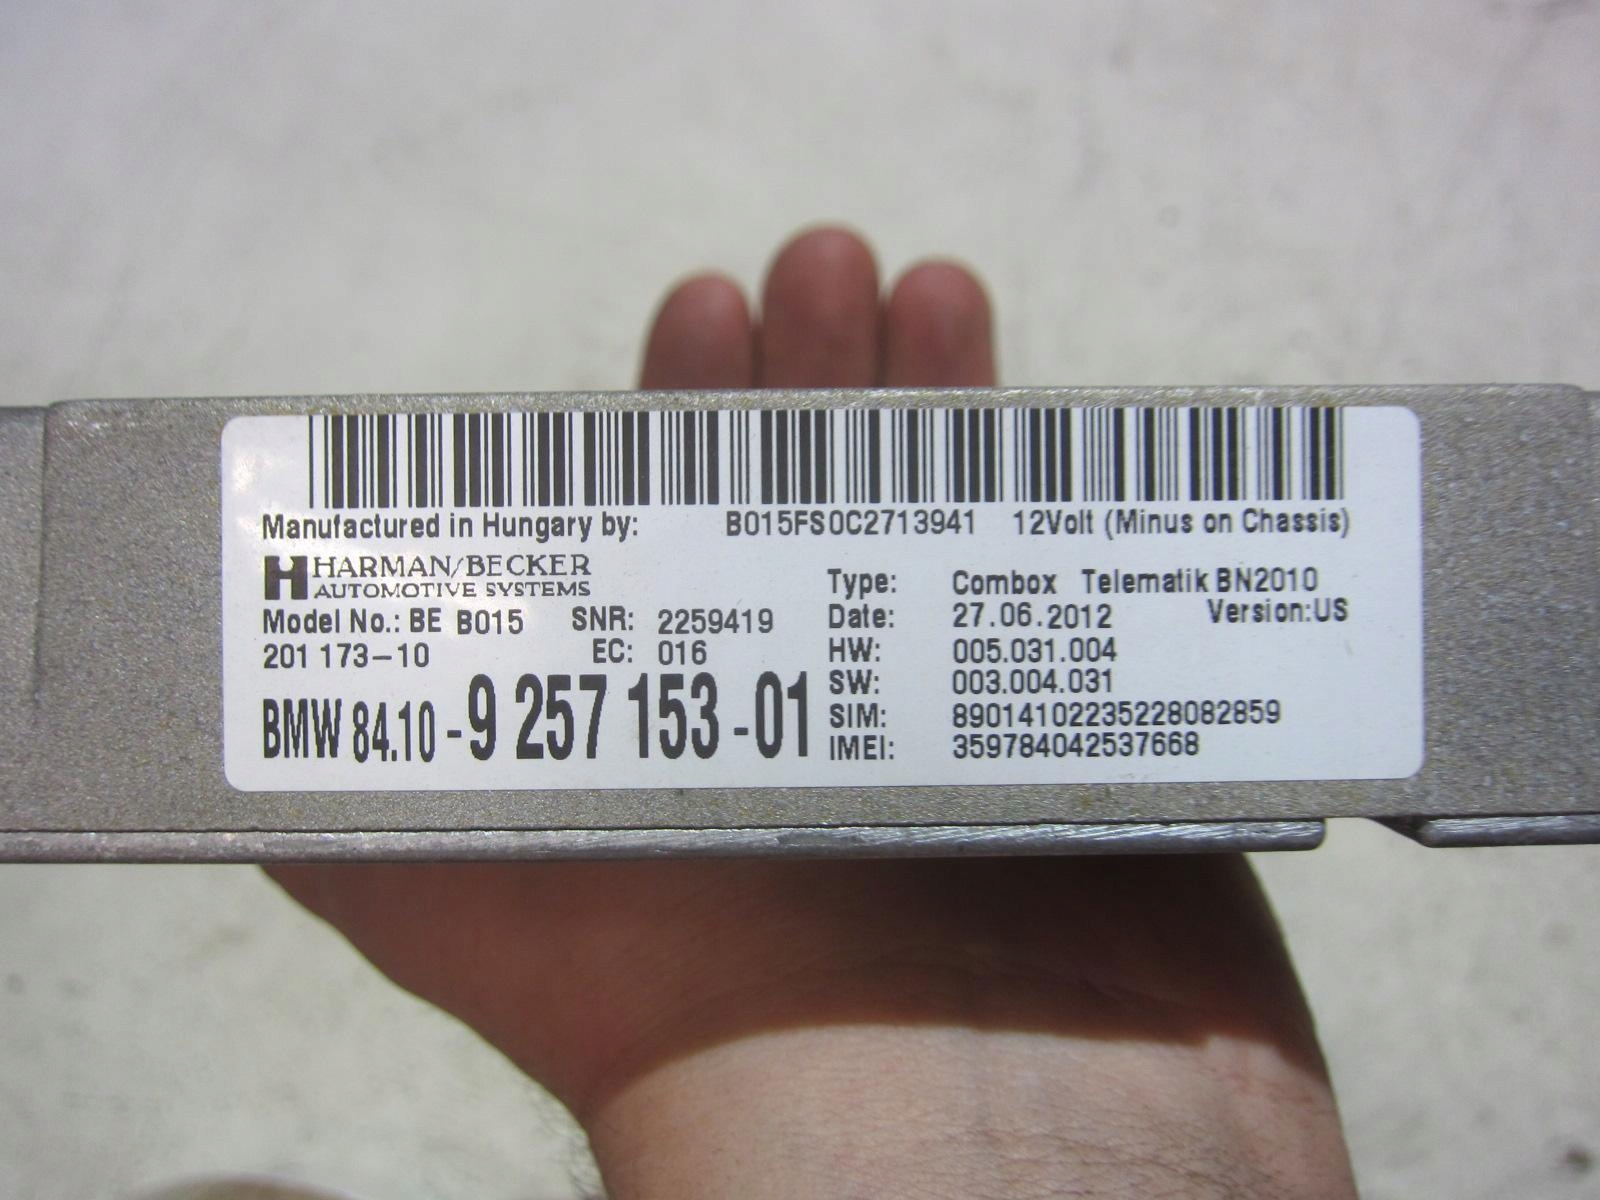 Manufactured in Hungary by: B015FS0C2713941 12Volt (Minus on Chassis)
HARMAN/BECKER
AUTOMOTIVE SYSTEMS
Model No.: BE B015 SNR: 2259419
201 173-10 EC: 016
BMW 84.10-9 257 153-01
Type: Combox Telematik BN2010
Date: 27.06.2012 Version:US
HW: 005.031.004
SW: 003.004.031
SIM: 89014102235228082859
IMEI: 359784042537668